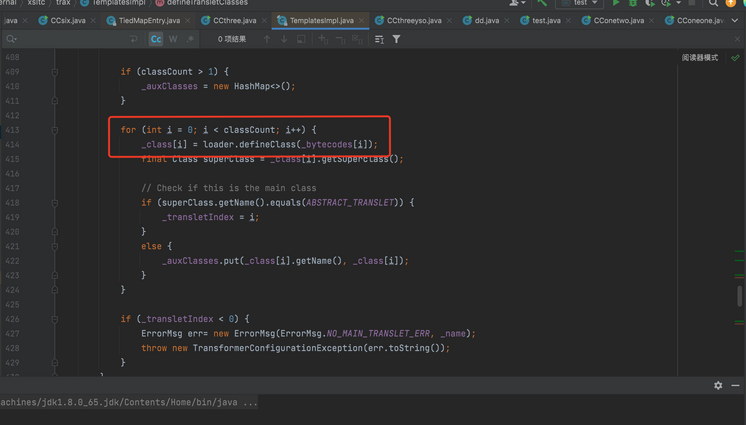 ernal › xsltc › trax › TemplatesImpl › defineTransletClasses
test
.java CCsix.java TiedMapEntry.java CCthree.java TemplatesImpl.java CCthreeyso.java dd.java test.java CConetwo.java CConeone.jav
Cc W .* 0 项结果
阅读器模式
408
409 if (classCount > 1) {
410 _auxClasses = new HashMap<>();
411 }
412
413 for (int i = 0; i < classCount; i++) {
414 _class[i] = loader.defineClass(_bytecodes[i]);
415 final Class superClass = _class[i].getSuperclass();
416
417 // Check if this is the main class
418 if (superClass.getName().equals(ABSTRACT_TRANSLET)) {
419 _transletIndex = i;
420 }
421 else {
422 _auxClasses.put(_class[i].getName(), _class[i]);
423 }
424 }
425
426 if (_transletIndex < 0) {
427 ErrorMsg err= new ErrorMsg(ErrorMsg.NO_MAIN_TRANSLET_ERR, _name);
428 throw new TransformerConfigurationException(err.toString());
429 }
achines/jdk1.8.0_65.jdk/Contents/Home/bin/java ...